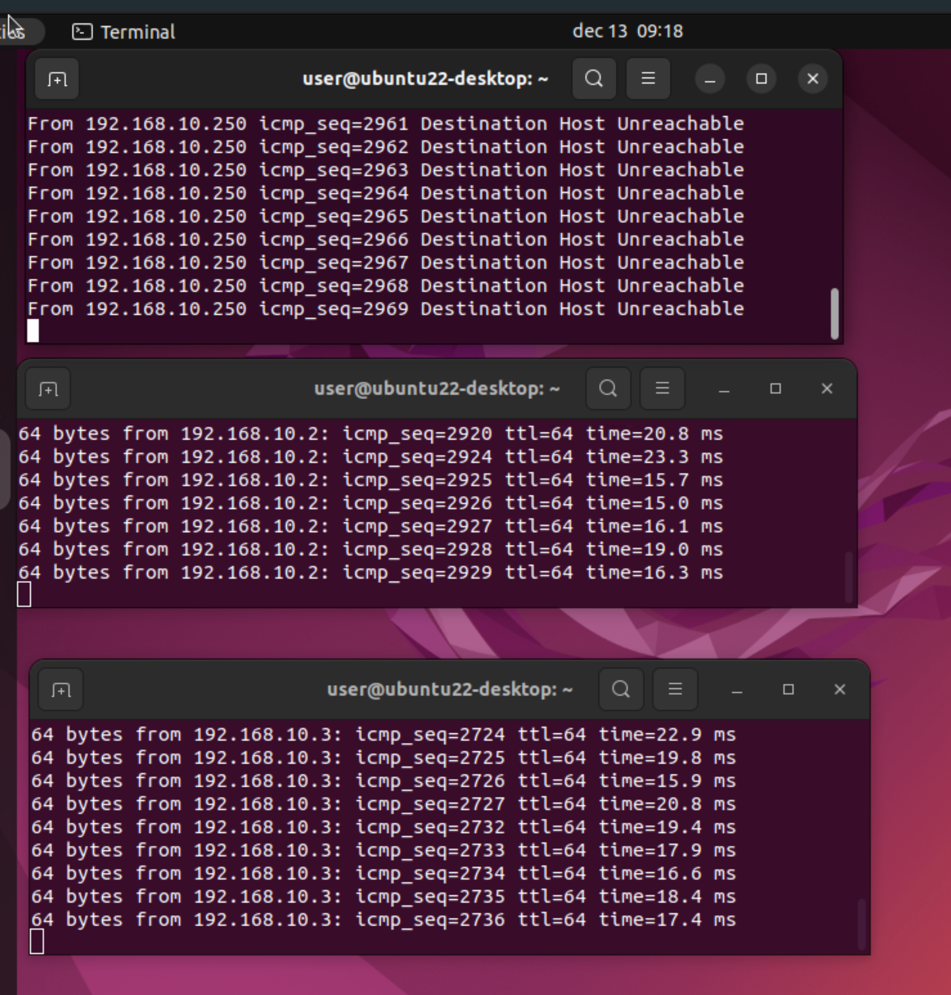 Terminal
dec 13 09:18
user@ubuntu22-desktop: ~
From 192.168.10.250 icmp_seq=2961 Destination Host Unreachable
From 192.168.10.250 icmp_seq=2962 Destination Host Unreachable
From 192.168.10.250 icmp_seq=2963 Destination Host Unreachable
From 192.168.10.250 icmp_seq=2964 Destination Host Unreachable
From 192.168.10.250 icmp_seq=2965 Destination Host Unreachable
From 192.168.10.250 icmp_seq=2966 Destination Host Unreachable
From 192.168.10.250 icmp_seq=2967 Destination Host Unreachable
From 192.168.10.250 icmp_seq=2968 Destination Host Unreachable
From 192.168.10.250 icmp_seq=2969 Destination Host Unreachable
user@ubuntu22-desktop: ~
64 bytes from 192.168.10.2: icmp_seq=2920 ttl=64 time=20.8 ms
64 bytes from 192.168.10.2: icmp_seq=2924 ttl=64 time=23.3 ms
64 bytes from 192.168.10.2: icmp_seq=2925 ttl=64 time=15.7 ms
64 bytes from 192.168.10.2: icmp_seq=2926 ttl=64 time=15.0 ms
64 bytes from 192.168.10.2: icmp_seq=2927 ttl=64 time=16.1 ms
64 bytes from 192.168.10.2: icmp_seq=2928 ttl=64 time=19.0 ms
64 bytes from 192.168.10.2: icmp_seq=2929 ttl=64 time=16.3 ms
user@ubuntu22-desktop: ~
64 bytes from 192.168.10.3: icmp_seq=2724 ttl=64 time=22.9 ms
64 bytes from 192.168.10.3: icmp_seq=2725 ttl=64 time=19.8 ms
64 bytes from 192.168.10.3: icmp_seq=2726 ttl=64 time=15.9 ms
64 bytes from 192.168.10.3: icmp_seq=2727 ttl=64 time=20.8 ms
64 bytes from 192.168.10.3: icmp_seq=2732 ttl=64 time=19.4 ms
64 bytes from 192.168.10.3: icmp_seq=2733 ttl=64 time=17.9 ms
64 bytes from 192.168.10.3: icmp_seq=2734 ttl=64 time=16.6 ms
64 bytes from 192.168.10.3: icmp_seq=2735 ttl=64 time=18.4 ms
64 bytes from 192.168.10.3: icmp_seq=2736 ttl=64 time=17.4 ms